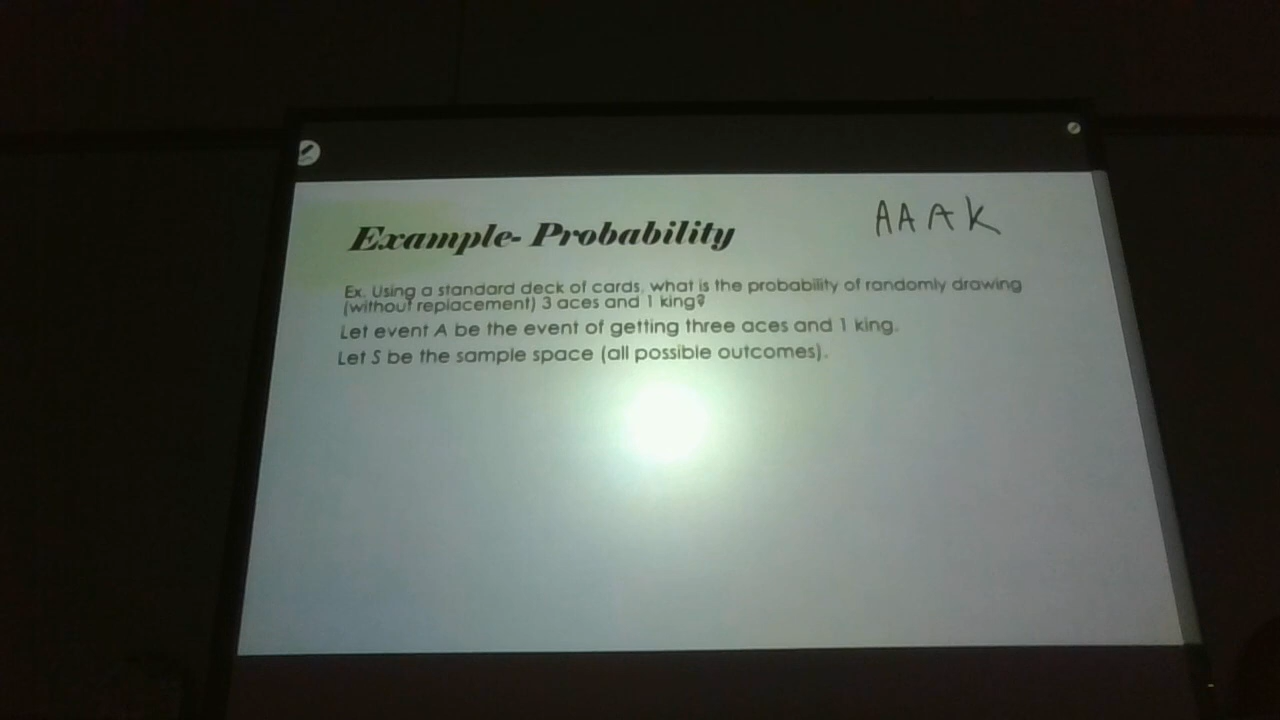 Example- Probability
A A A K
Ex. Using a standard deck of cards, what is the probability of randomly drawing
(without replacement) 3 aces and 1 king?
Let event A be the event of getting three aces and 1 king.
Let S be the sample space (all possible outcomes).